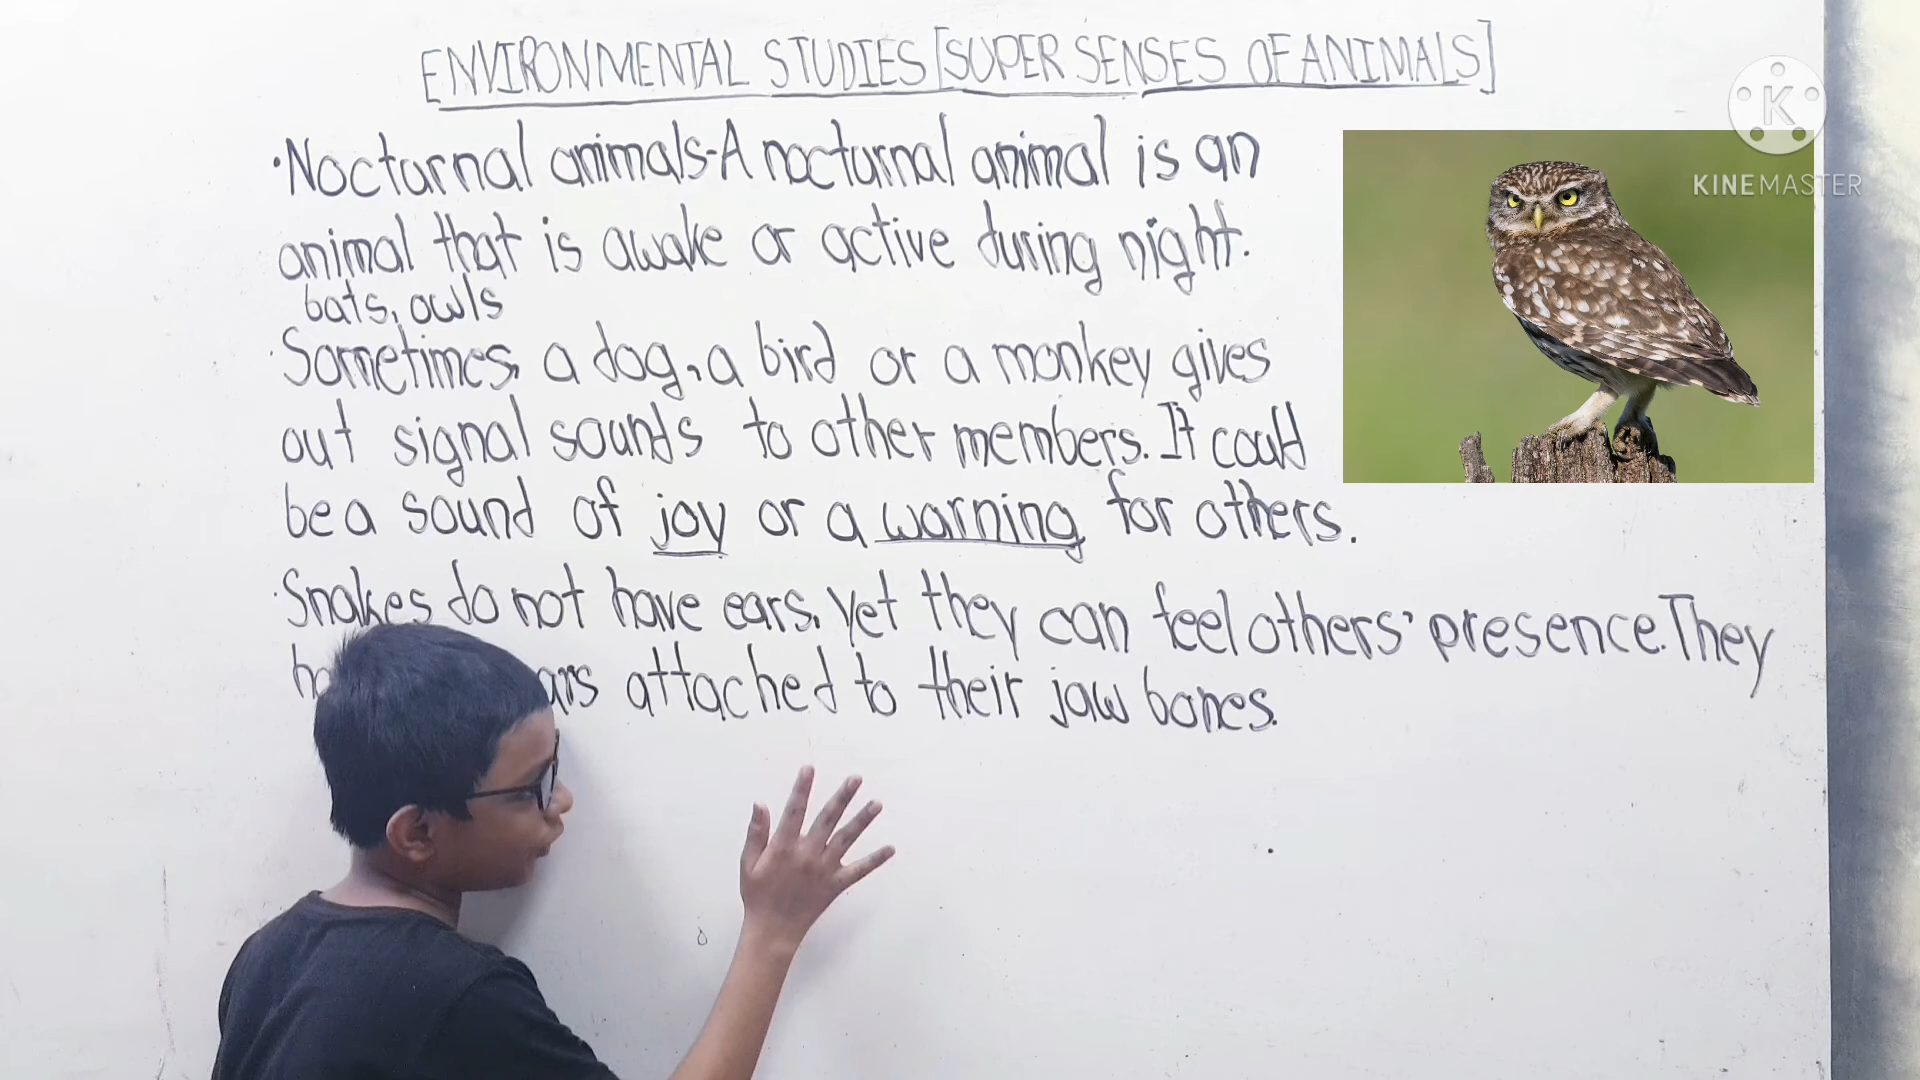 ENVIRONMENTAL STUDIES [SUPER SENSES OF ANIMALS]
•Nocturnal animals-A nocturnal animal is an
animal that is awake or active during night.
bats, owls
•Sometimes, a dog, a bird or a monkey gives
out signal sounds to other members. It could
be a sound of joy or a warning for others.
•Snakes do not have ears, yet they can feel others' presence. They
attached to their jaw bones.
K
KINEMASTER